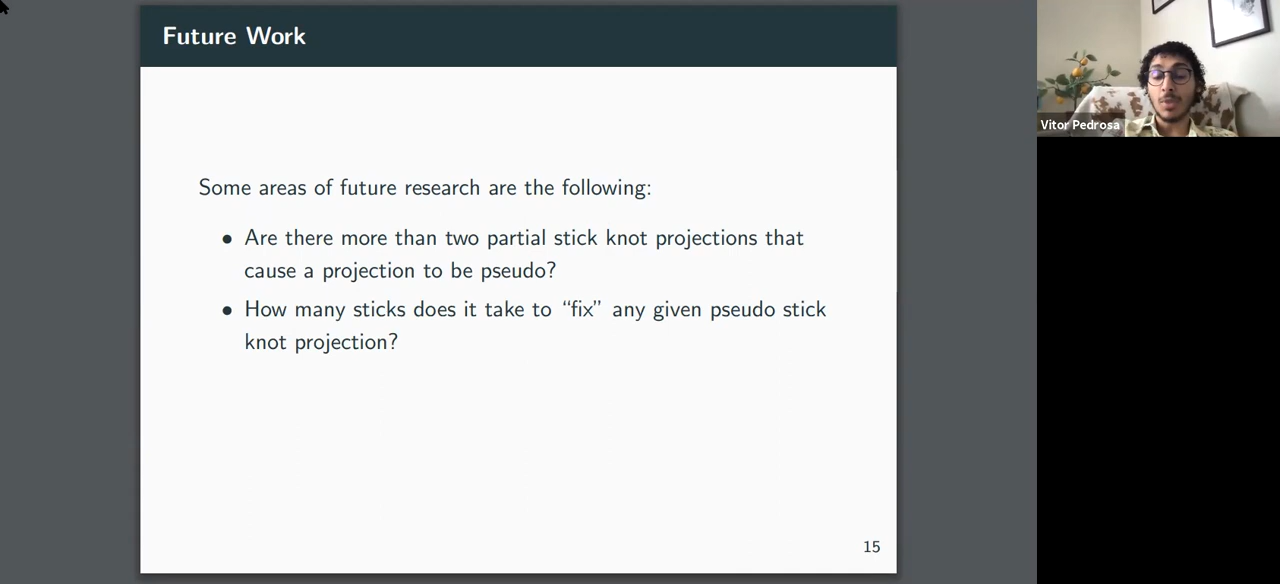 Future Work
Some areas of future research are the following:
• Are there more than two partial stick knot projections that
cause a projection to be pseudo?
• How many sticks does it take to “fix” any given pseudo stick
knot projection?
15
Vitor Pedrosa